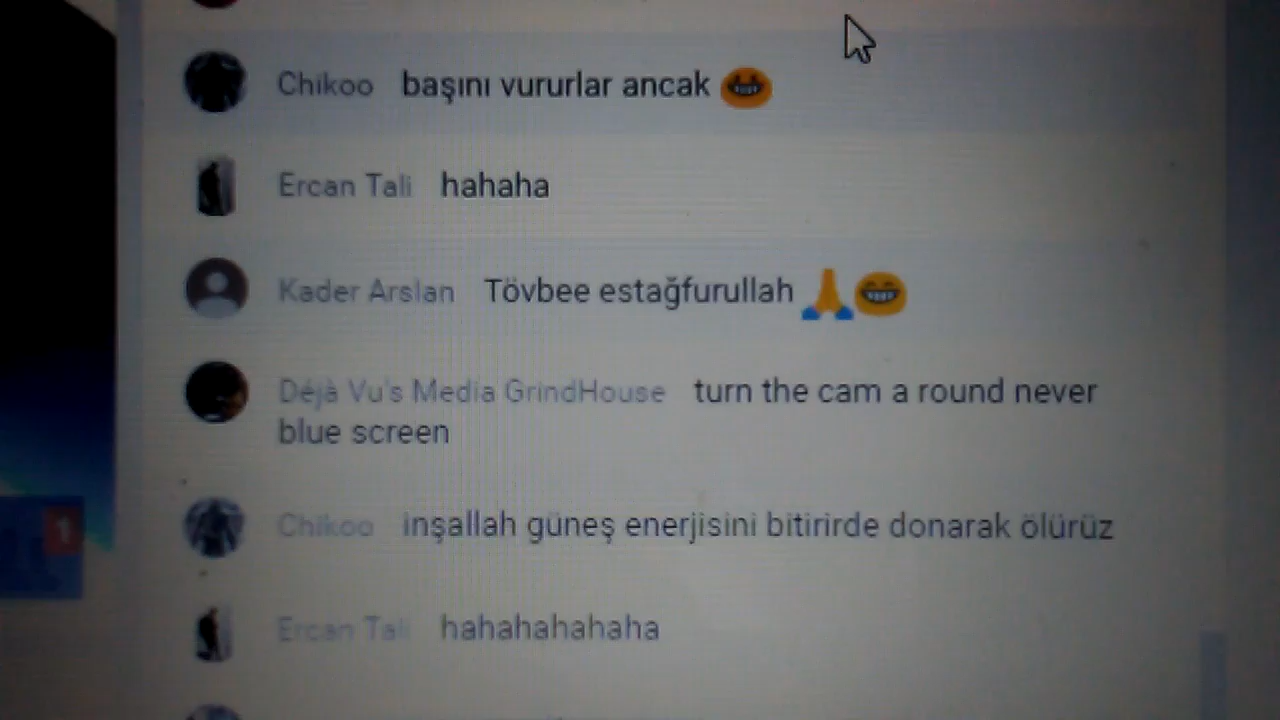 Chikoo başını vururlar ancak 😁
Ercan Tali hahaha
Kader Arslan Tövbee estağfurullah 🙏😁
Déjà Vu's Media GrindHouse turn the cam a round never
blue screen
1
Chikoo inşallah güneş enerjisini bitirirde donarak ölürüz
Ercan Tali hahahahahaha